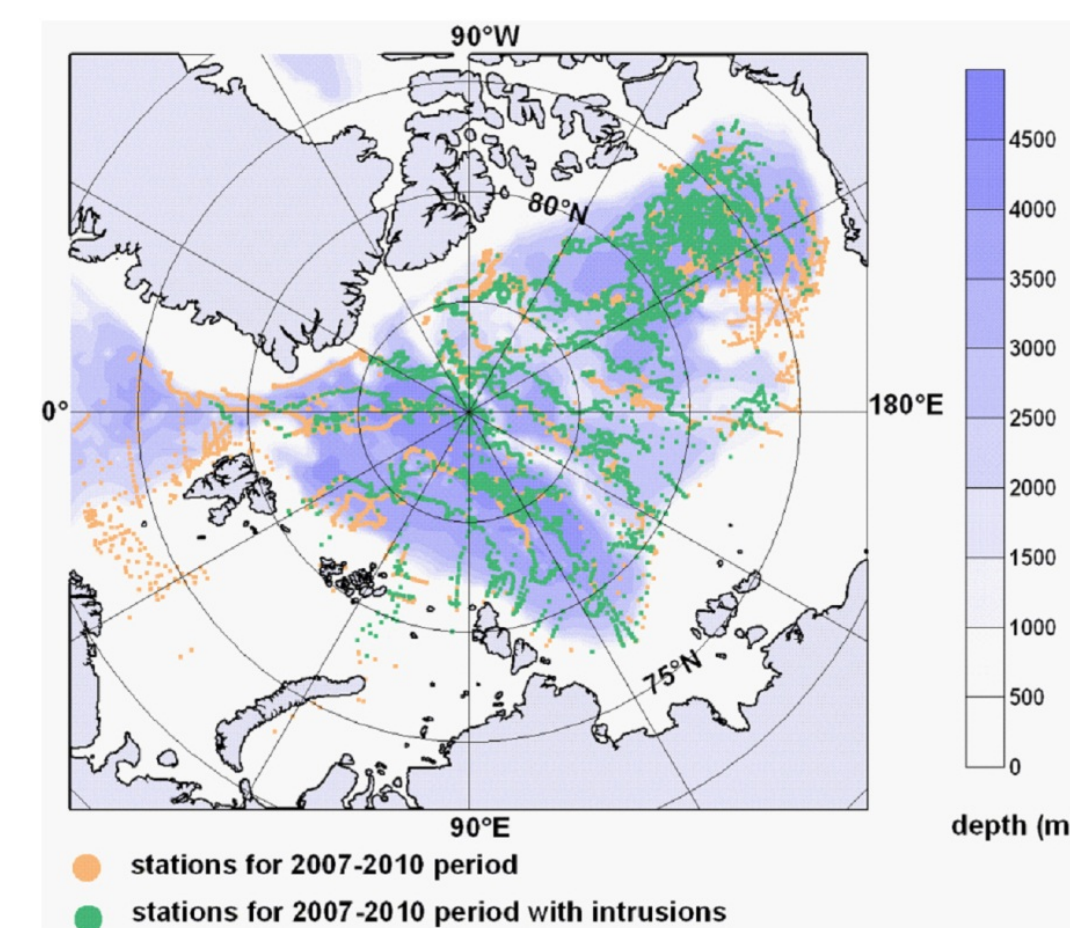 90°W
80°N
0°
180°E
75°N
90°E
4500
4000
3500
3000
2500
2000
1500
1000
500
0
depth (m
stations for 2007-2010 period
stations for 2007-2010 period with intrusions